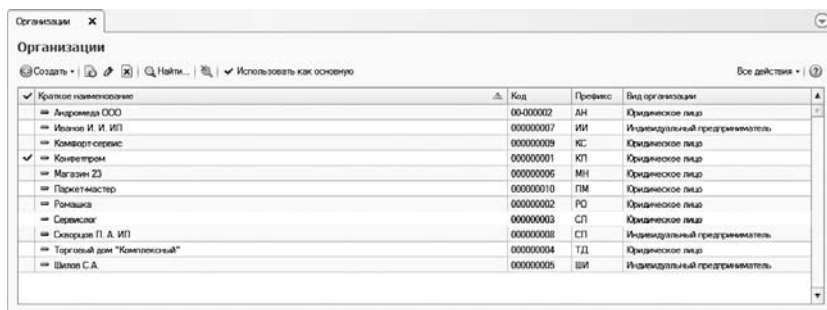 Организации
Организации
Создать Найти... Использовать как основную Все действия
Краткое наименование Код Префикс Вид организации
Андромеда ООО 00-000002 АН Юридическое лицо
Иванов И. И. ИП 000000007 ИИ Индивидуальный предприниматель
Комфорт-сервис 000000009 КС Юридическое лицо
Конфетпром 000000001 КП Юридическое лицо
Магазин 23 000000006 МН Юридическое лицо
Паркет-мастер 000000010 ПМ Юридическое лицо
Ромашка 000000002 РО Юридическое лицо
Сервислог 000000003 СЛ Юридическое лицо
Скворцов П. А. ИП 000000008 СП Индивидуальный предприниматель
Торговый дом "Комплексный" 000000004 ТД Юридическое лицо
Шилов С.А. 000000005 ШИ Индивидуальный предприниматель